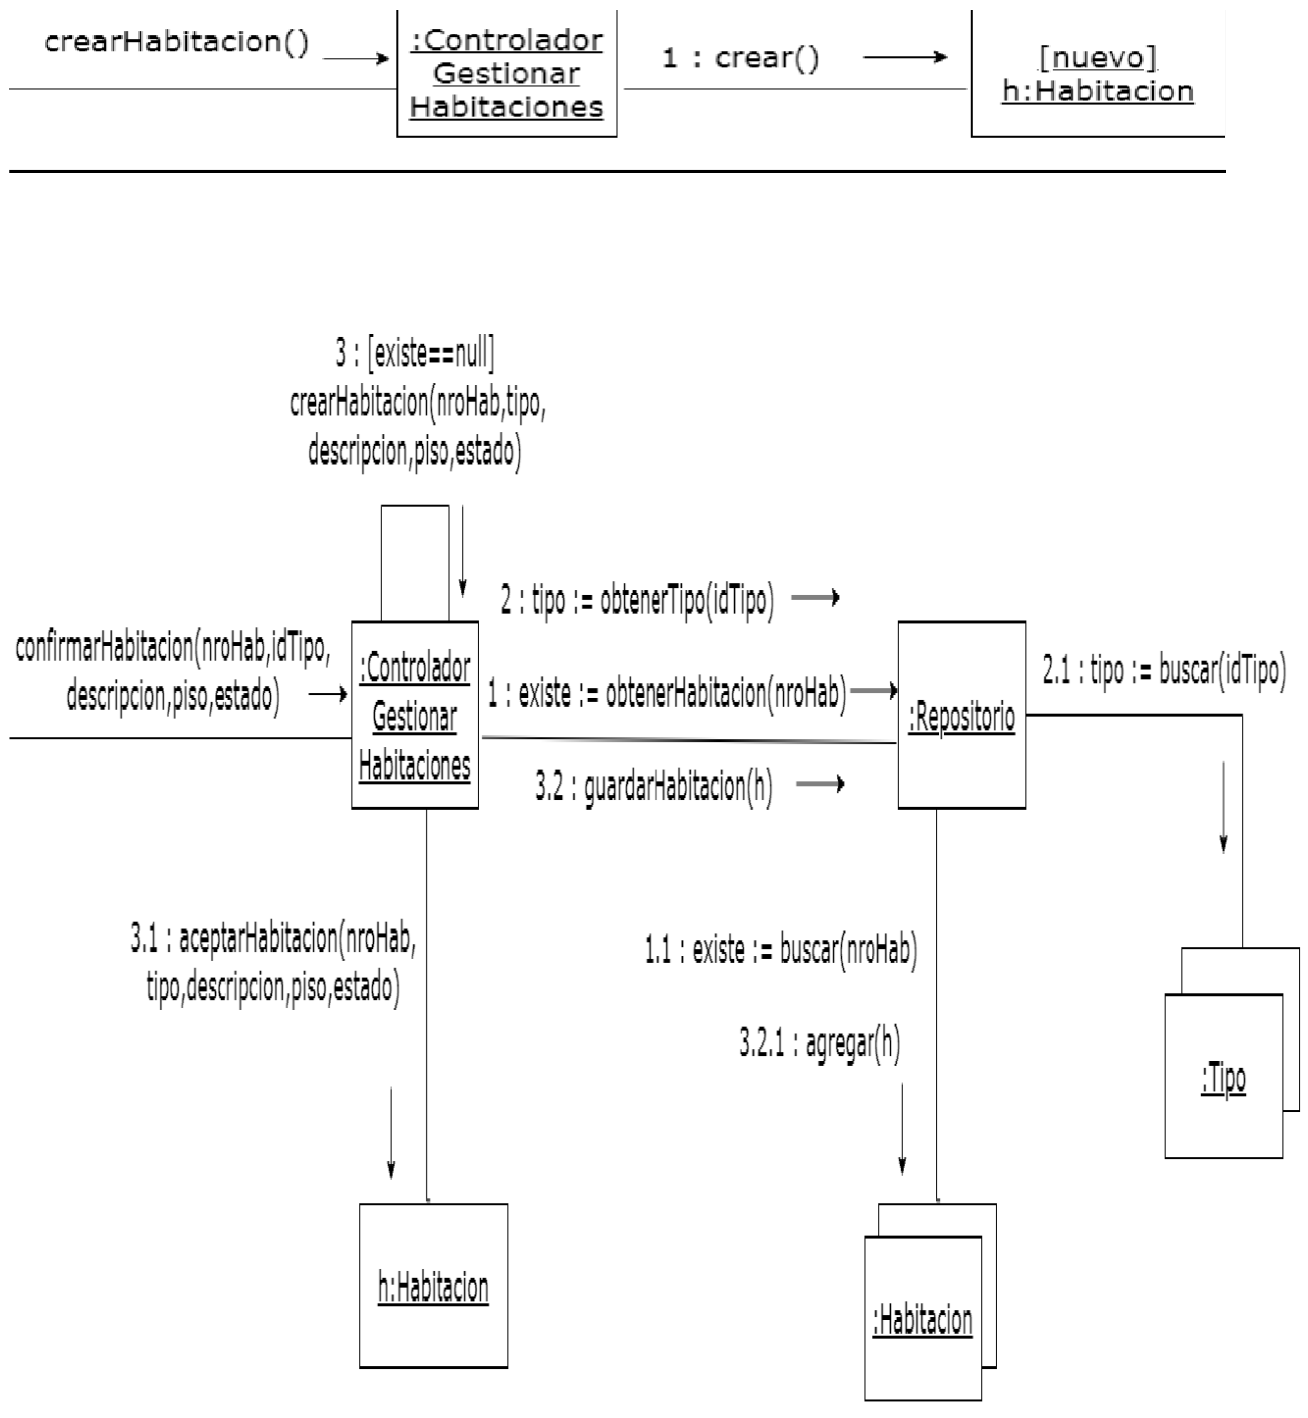 crearHabitacion()
:Controlador
Gestionar
Habitaciones
1 : crear()
[nuevo]
h:Habitacion
3 : [existe==null]
crearHabitacion(nroHab,tipo,
descripcion,piso,estado)
2 : tipo := obtenerTipo(idTipo)
confirmarHabitacion(nroHab,idTipo,
descripcion,piso,estado)
:Controlador
Gestionar
Habitaciones
1 : existe := obtenerHabitacion(nroHab)
:Repositorio
2.1 : tipo := buscar(idTipo)
3.2 : guardarHabitacion(h)
3.1 : aceptarHabitacion(nroHab,
tipo,descripcion,piso,estado)
1.1 : existe := buscar(nroHab)
3.2.1 : agregar(h)
:Tipo
h:Habitacion
:Habitacion